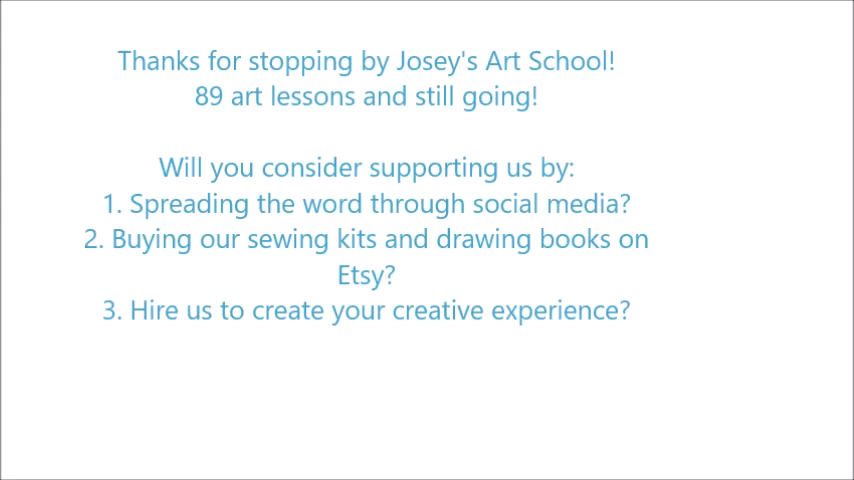 Thanks for stopping by Josey's Art School!
89 art lessons and still going!
Will you consider supporting us by:
1. Spreading the word through social media?
2. Buying our sewing kits and drawing books on
Etsy?
3. Hire us to create your creative experience?